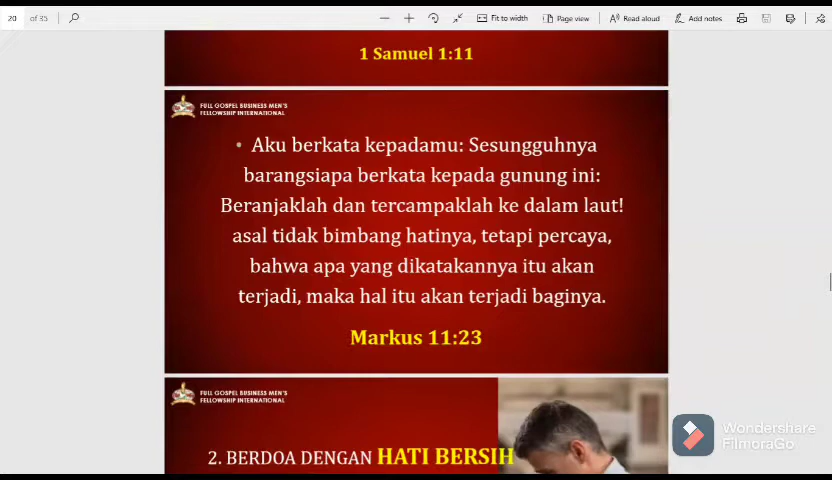 20 of 35
Fit to width
Page view
Read aloud
Add notes
1 Samuel 1:11
FULL GOSPEL BUSINESS MEN'S
FELLOWSHIP INTERNATIONAL
• Aku berkata kepadamu: Sesungguhnya
barangsiapa berkata kepada gunung ini:
Beranjaklah dan tercampaklah ke dalam laut!
asal tidak bimbang hatinya, tetapi percaya,
bahwa apa yang dikatakannya itu akan
terjadi, maka hal itu akan terjadi baginya.
Markus 11:23
FULL GOSPEL BUSINESS MEN'S
FELLOWSHIP INTERNATIONAL
2. BERDOA DENGAN HATI BERSIH
Wondershare
FilmoraGo